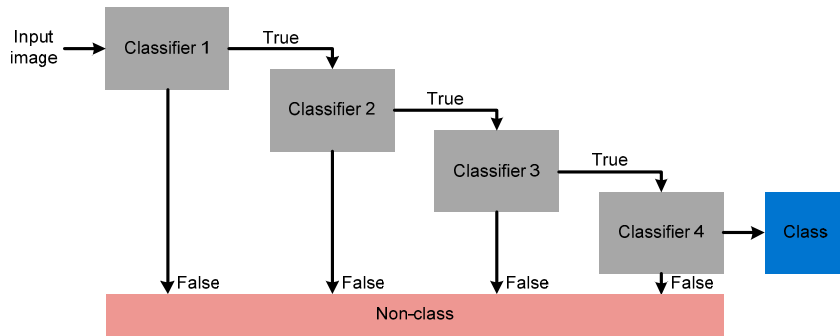 Input
image
Classifier 1
True
Classifier 2
True
Classifier 3
True
Classifier 4
Class
False
False
False
False
Non-class